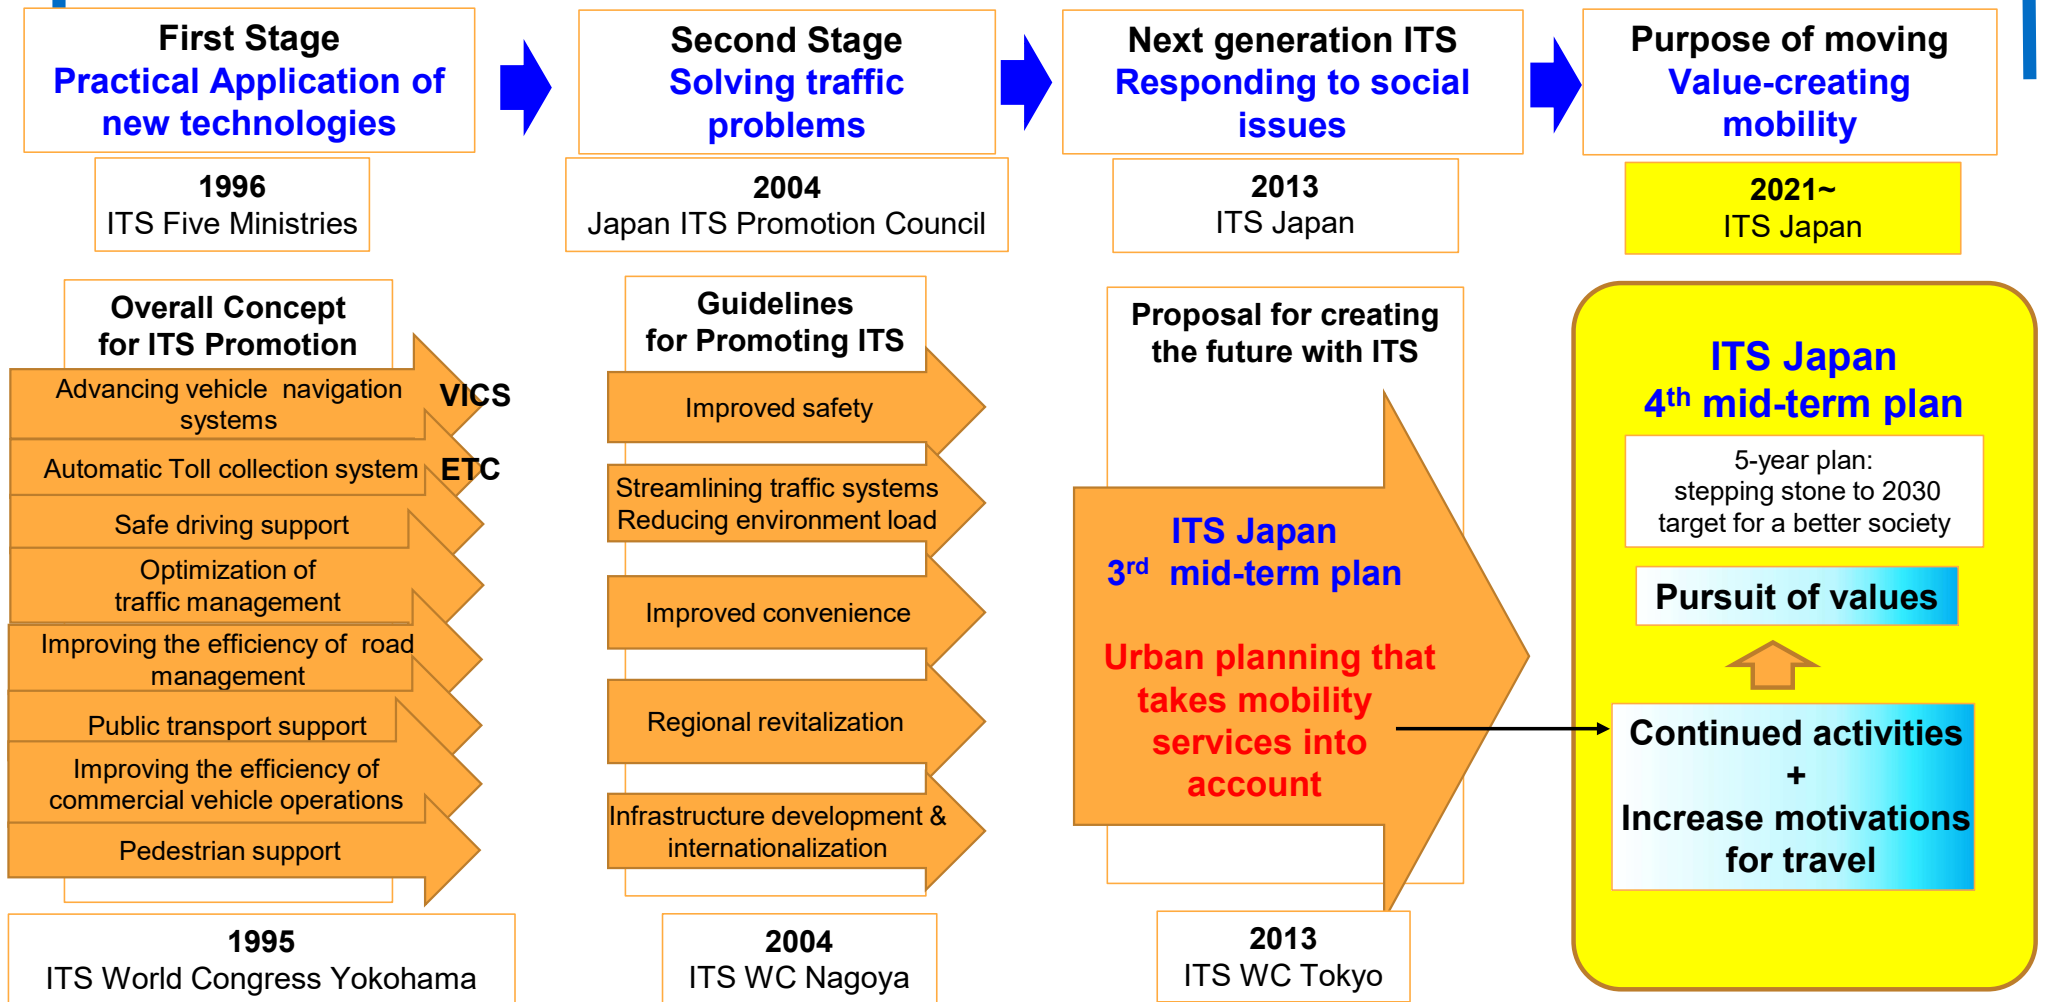 First Stage
Practical Application of
new technologies
1996
ITS Five Ministries
Overall Concept
for ITS Promotion
Advancing vehicle navigation
systems
VICS
Automatic Toll collection system
ETC
Safe driving support
Optimization of
traffic management
Improving the efficiency of road
management
Public transport support
Improving the efficiency of
commercial vehicle operations
Pedestrian support
1995
ITS World Congress Yokohama
Second Stage
Solving traffic
problems
2004
Japan ITS Promotion Council
Guidelines
for Promoting ITS
Improved safety
Streamlining traffic systems
Reducing environment load
Improved convenience
Regional revitalization
Infrastructure development &
internationalization
2004
ITS WC Nagoya
Next generation ITS
Responding to social
issues
2013
ITS Japan
Proposal for creating
the future with ITS
ITS Japan
3rd mid-term plan
Urban planning that
takes mobility
services into
account
2013
ITS WC Tokyo
Purpose of moving
Value-creating
mobility
2021~
ITS Japan
ITS Japan
4th mid-term plan
5-year plan:
stepping stone to 2030
target for a better society
Pursuit of values
Continued activities
+
Increase motivations
for travel